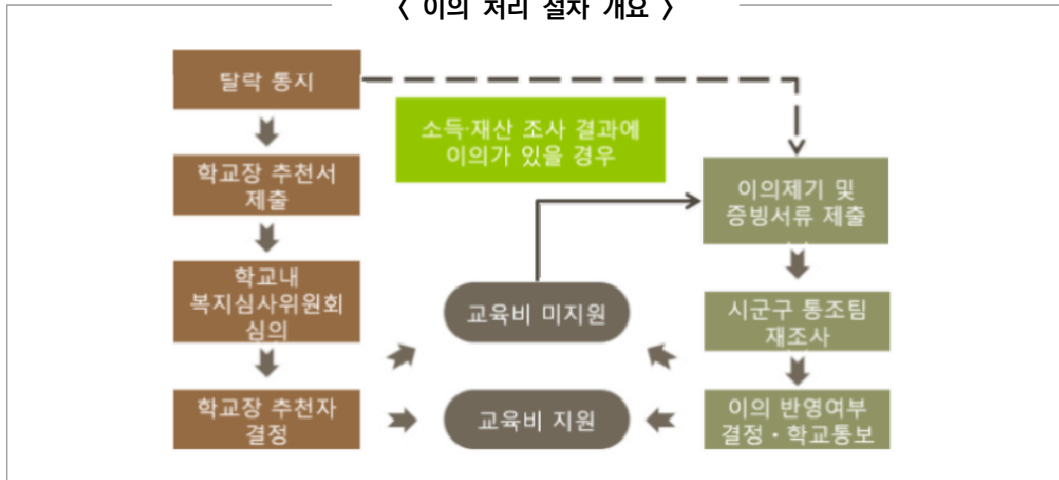 < 이의 처리 절차 개요 >
탈락 통지
소득·재산 조사 결과에
이의가 있을 경우
학교장 추천서
제출
이의제기 및
증빙서류 제출
학교내
복지심사위원회
심의
교육비 미지원
시군구 통조팀
재조사
학교장 추천자
결정
교육비 지원
이의 반영여부
결정·학교통보